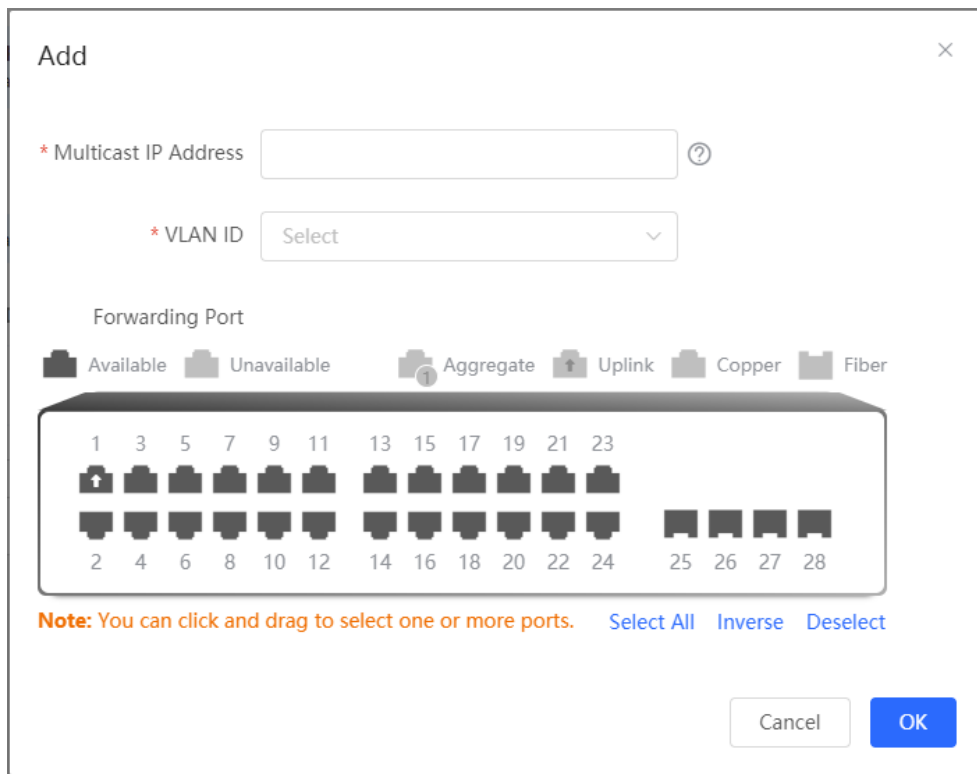 Add
* Multicast IP Address
* VLAN ID Select
Forwarding Port
Available Unavailable 1 Aggregate Uplink Copper Fiber
1 3 5 7 9 11 13 15 17 19 21 23
2 4 6 8 10 12 14 16 18 20 22 24 25 26 27 28
Note: You can click and drag to select one or more ports. Select All Inverse Deselect
Cancel OK